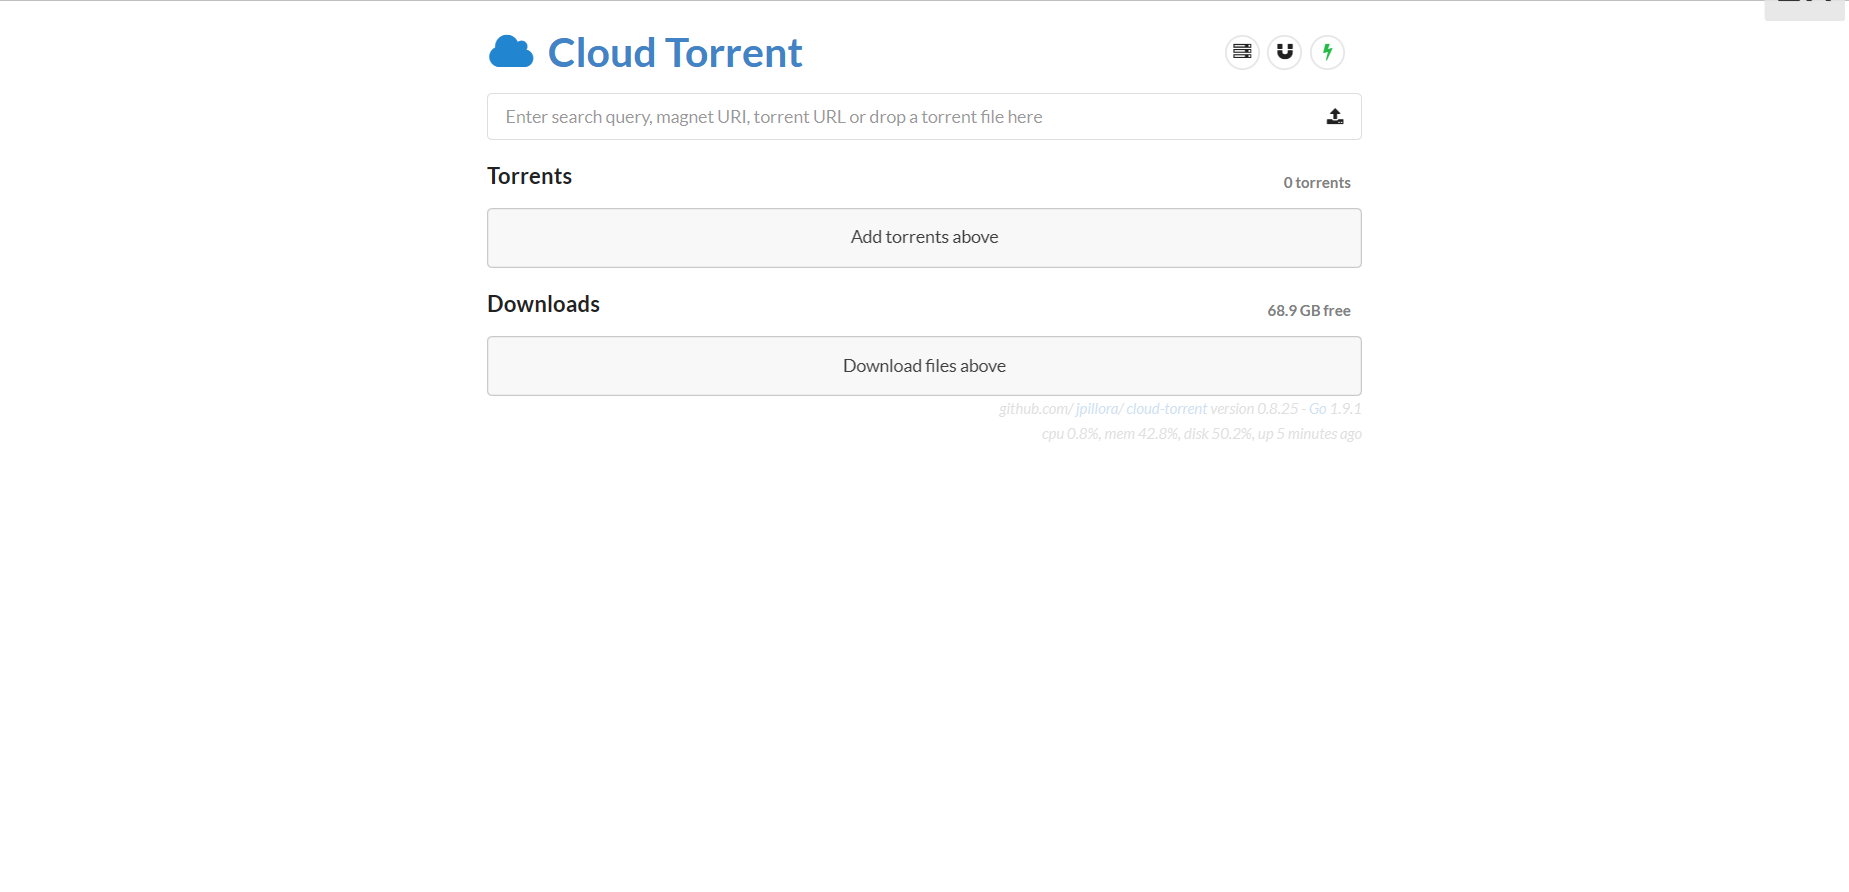 Cloud Torrent
Enter search query, magnet URI, torrent URL or drop a torrent file here
Torrents
0 torrents
Add torrents above
Downloads
68.9 GB free
Download files above
github.com/ jpillora/ cloud-torrent version 0.8.25 - Go 1.9.1
cpu 0.8%, mem 42.8%, disk 50.2%, up 5 minutes ago